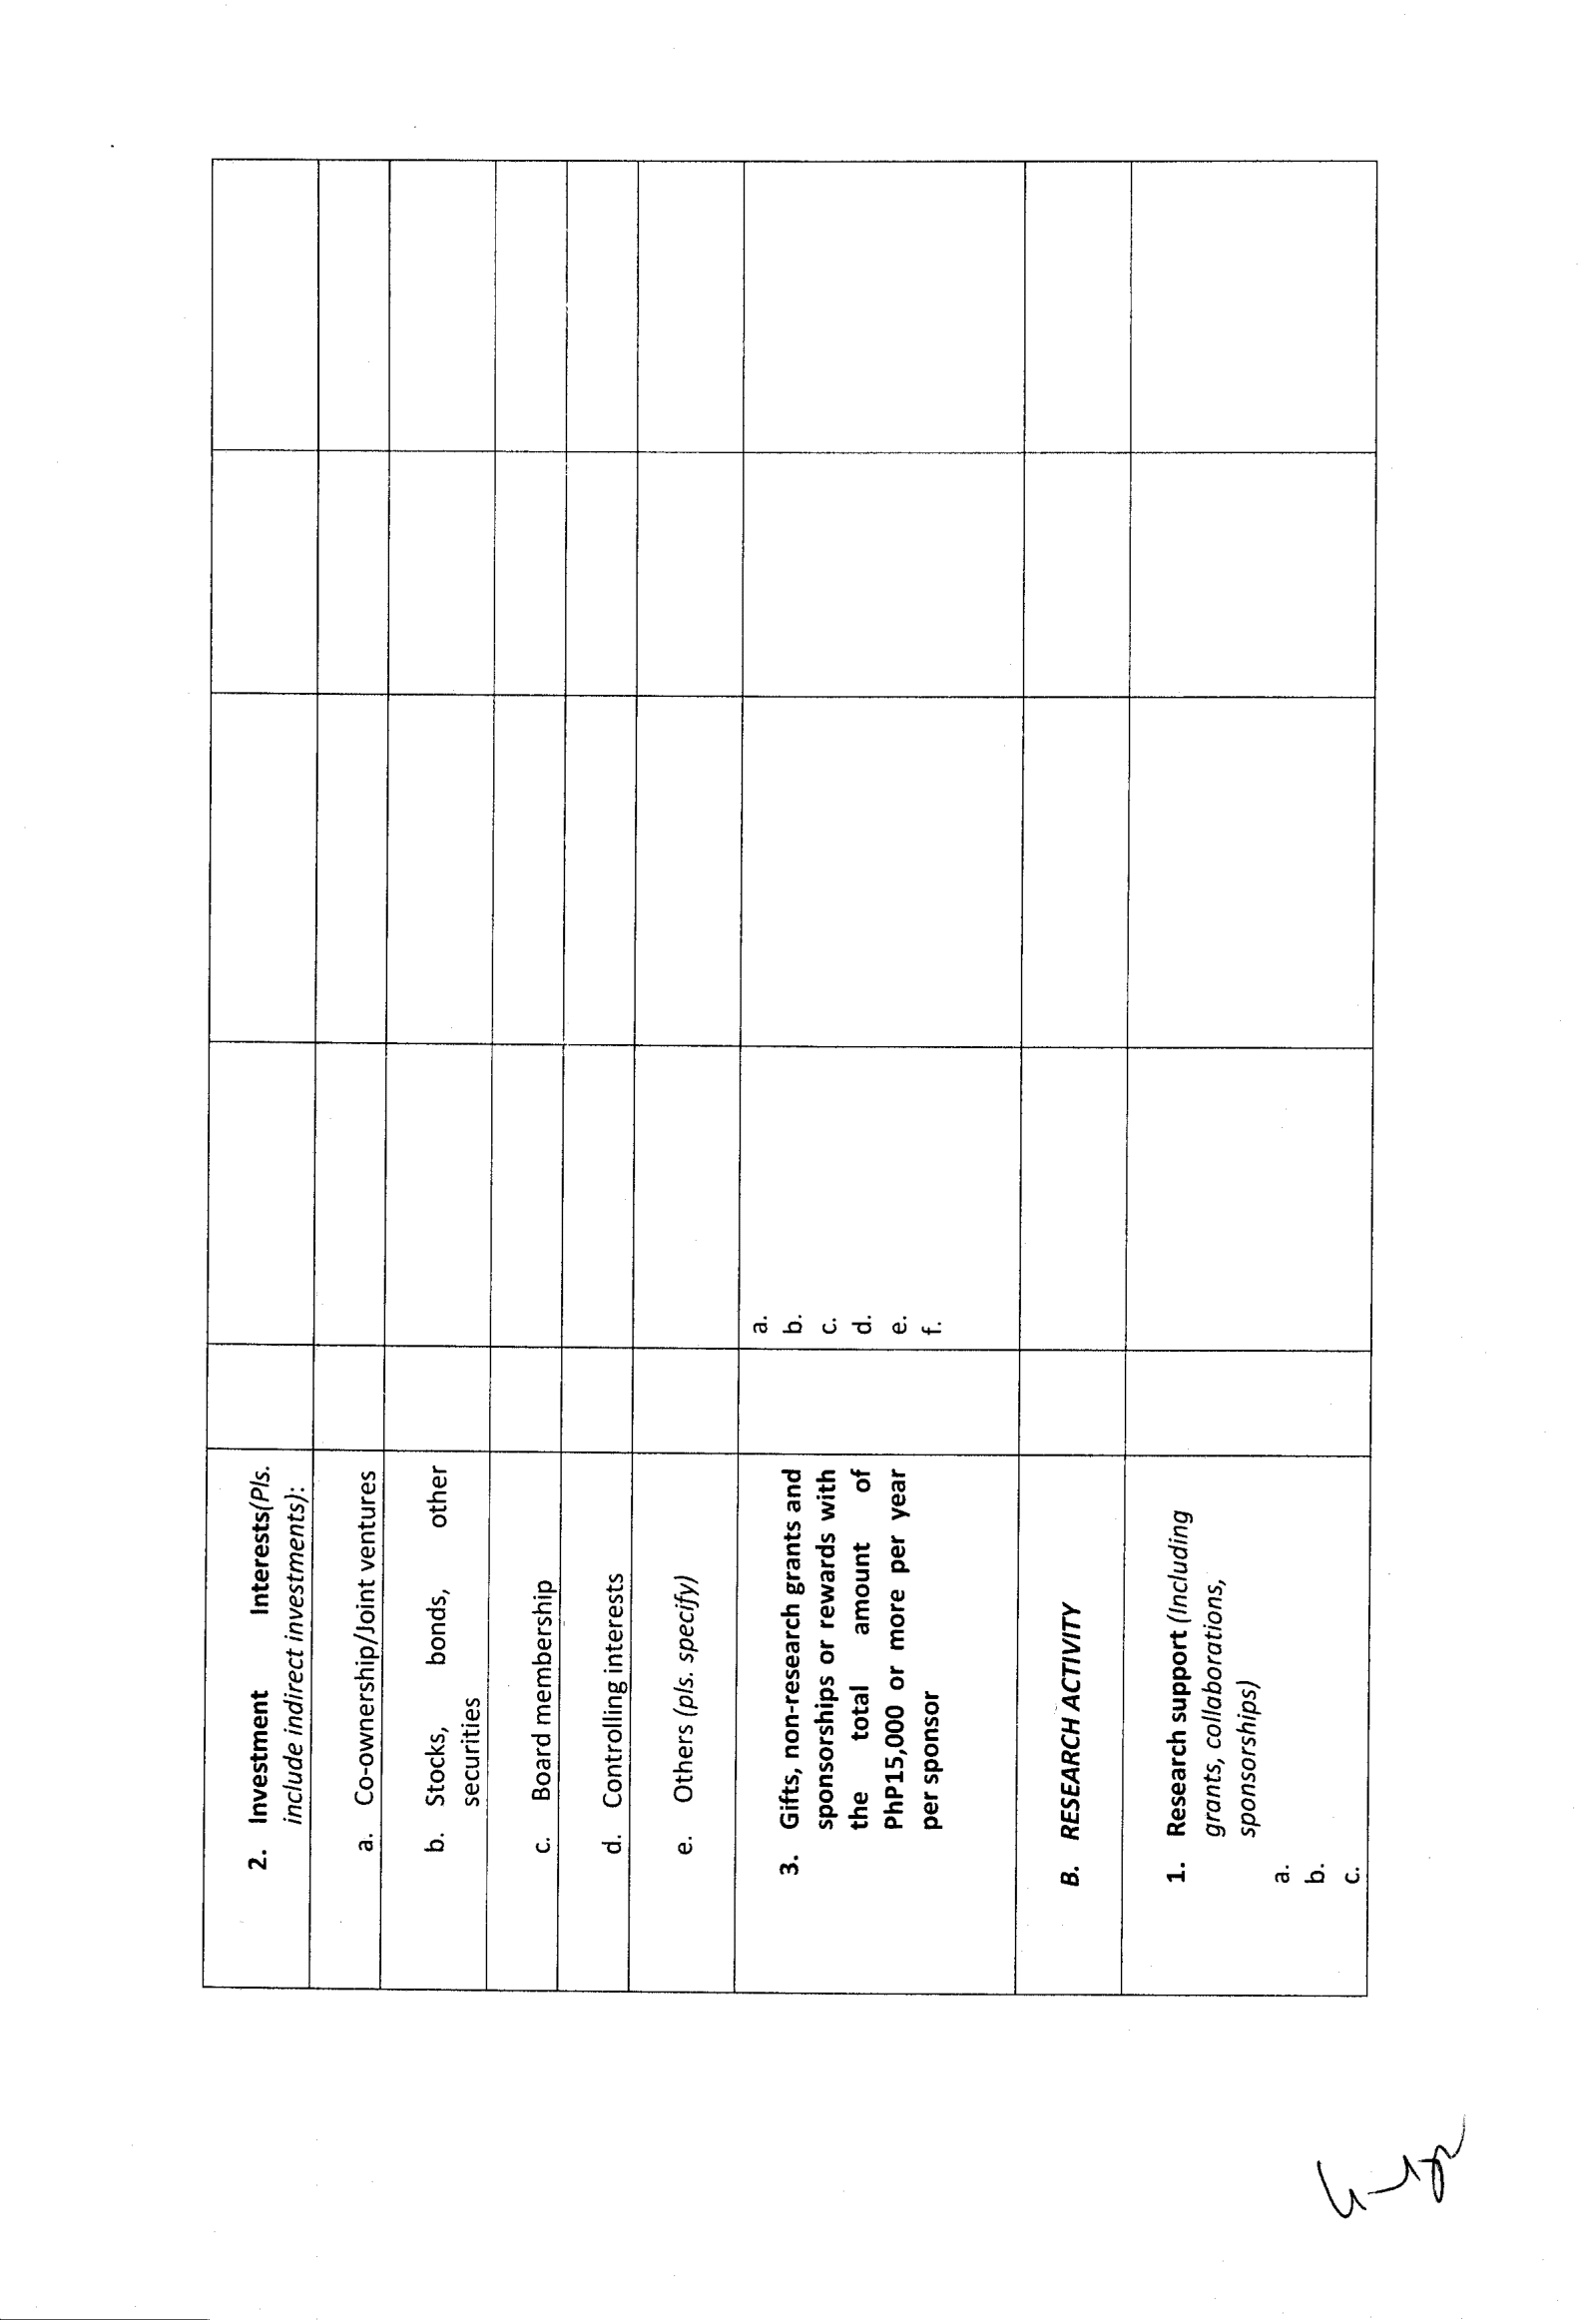 2. Investment Interests(Pls.
include indirect investments):
a. Co-ownership/Joint ventures
b. Stocks, bonds, other
securities
c. Board membership
d. Controlling interests
e. Others (pls. specify)
3. Gifts, non-research grants and
sponsorships or rewards with
the total amount of
PhP15,000 or more per year
per sponsor
a.
b.
c.
d.
e.
f.
B. RESEARCH ACTIVITY
1. Research support (Including
grants, collaborations,
sponsorships)
a.
b.
c.